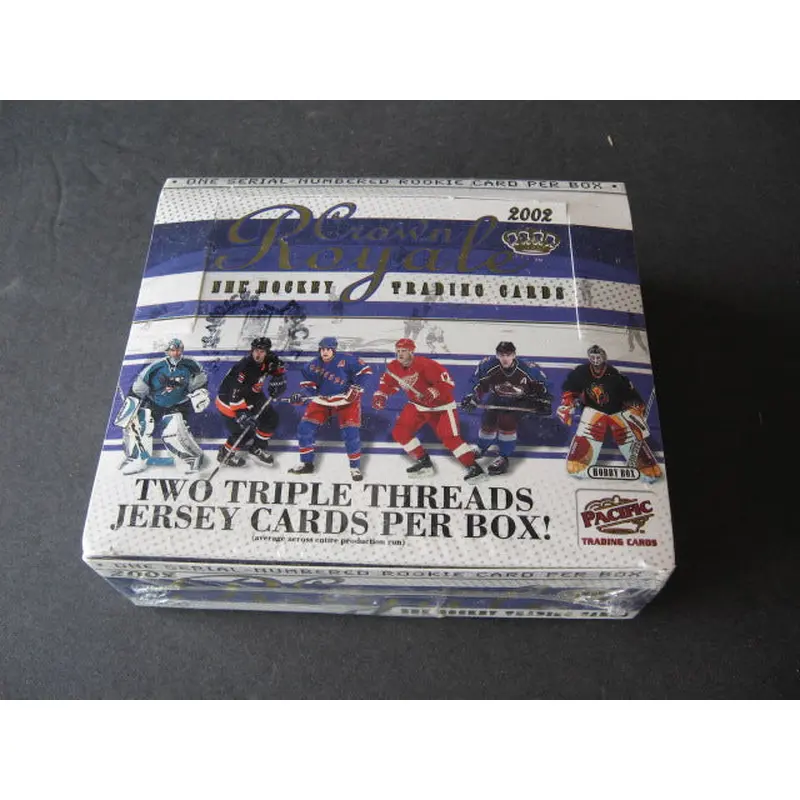 • ONE SERIAL-NUMBERED ROOKIE CARD PER BOX •
2002
Crown
Royale
NHL HOCKEY TRADING CARDS
TWO TRIPLE THREADS
JERSEY CARDS PER BOX!
(average across entire production run)
HOBBY BOX
PACIFIC
TRADING CARDS
ONE SERIAL-NUMBERED ROOKIE CARD PER BOX
2002